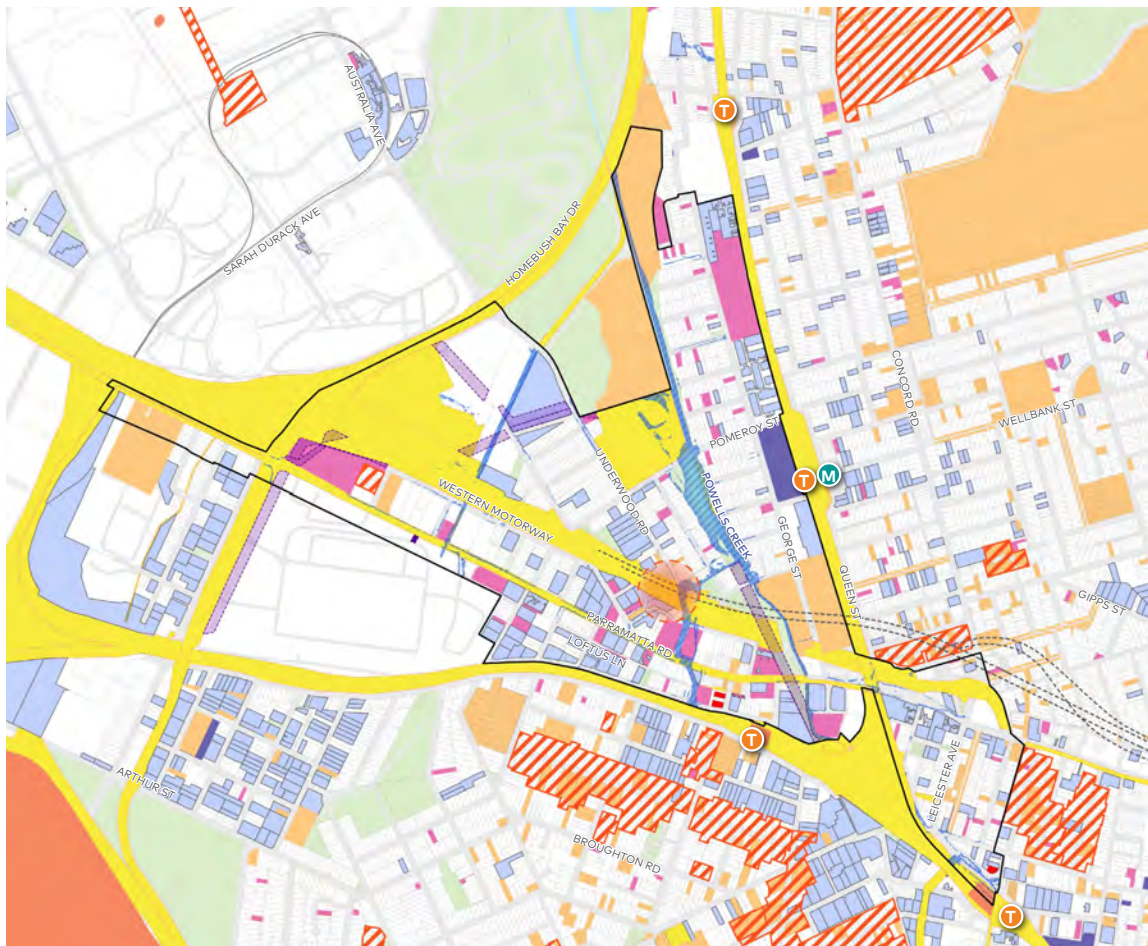 AUSTRALIA AVE
T
HOMEBUSH BAY DR
SARAH DURACK AVE
CONCORD RD
WELLBANK ST
POMEROY ST
UNDERWOOD RD
POWELLS CREEK
T
M
WESTERN MOTORWAY
GEORGE ST
QUEEN ST
GIPPS ST
PARRAMATTA RD
LOFTUS LN
T
LEICESTER AVE
ARTHUR ST
BROUGHTON RD
T